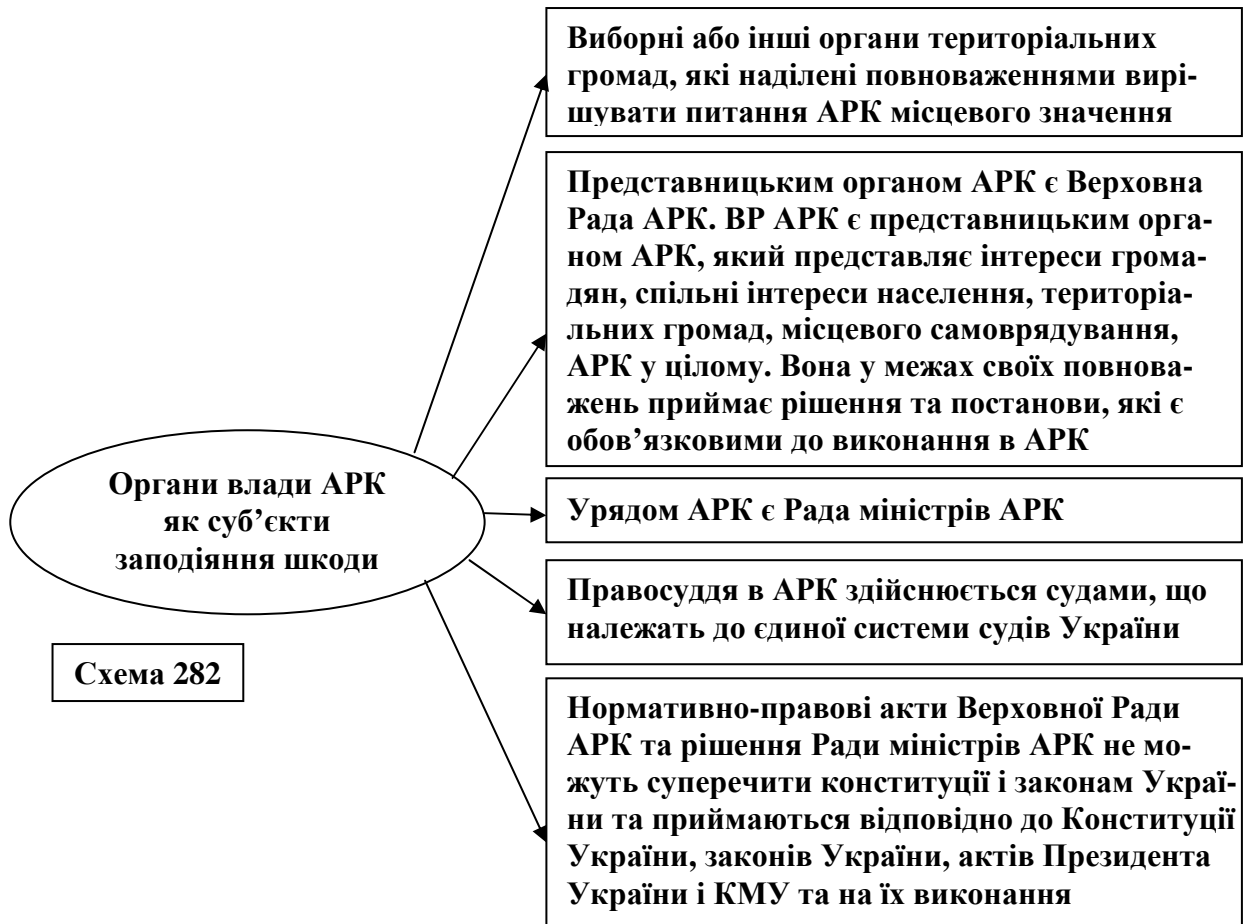 Виборні або інші органи територіальних
громад, які наділені повноваженнями вирі-
шувати питання АРК місцевого значення
Представницьким органом АРК є Верховна
Рада АРК. ВР АРК є представницьким орга-
ном АРК, який представляє інтереси грома-
дян, спільні інтереси населення, територіа-
льних громад, місцевого самоврядування,
АРК у цілому. Вона у межах своїх повнова-
жень приймає рішення та постанови, які є
обов’язковими до виконання в АРК
Органи влади АРК
як суб’єкти
заподіяння шкоди
Урядом АРК є Рада міністрів АРК
Правосуддя в АРК здійснюється судами, що
належать до єдиної системи судів України
Схема 282
Нормативно-правові акти Верховної Ради
АРК та рішення Ради міністрів АРК не мо-
жуть суперечити конституції і законам Украї-
ни та приймаються відповідно до Конституції
України, законів України, актів Президента
України і КМУ та на їх виконання